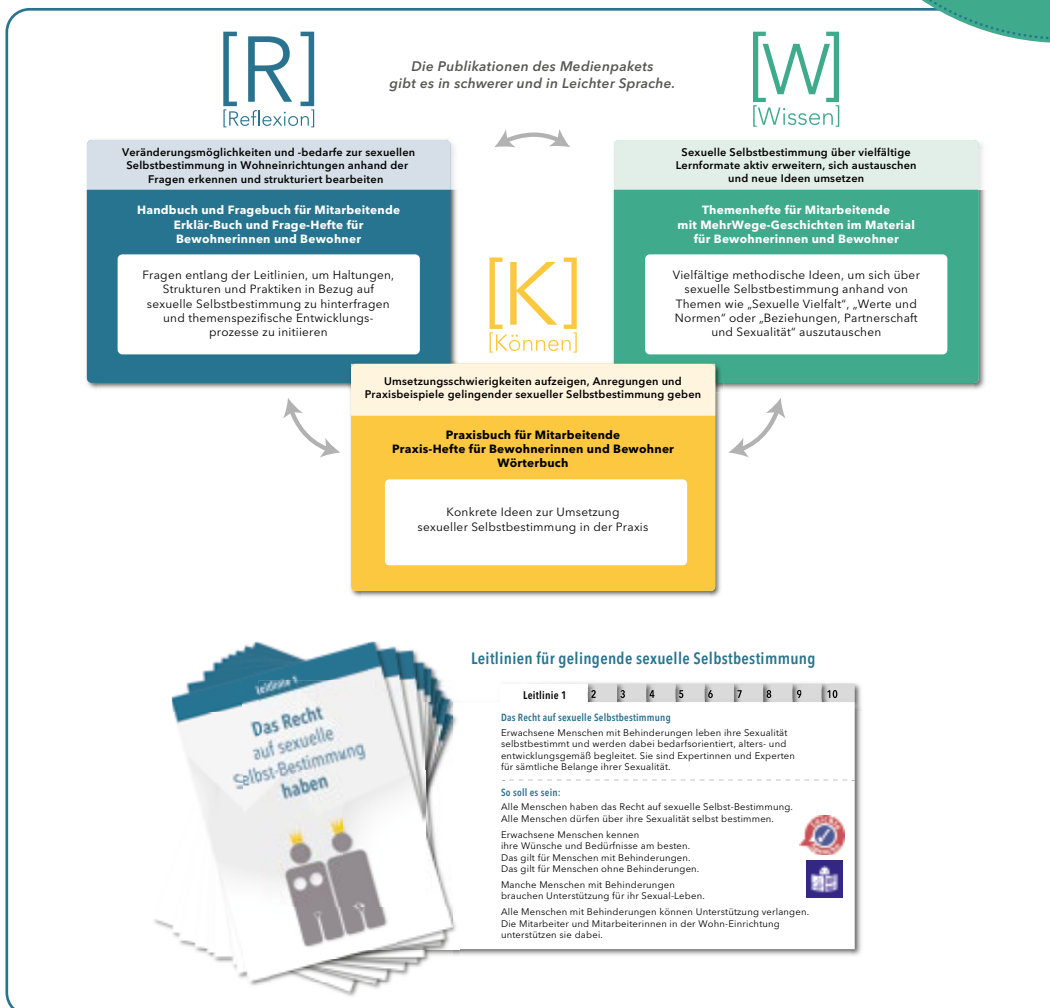 [R]
[Reflexion]
Die Publikationen des Medienpakets
gibt es in schwerer und in Leichter Sprache.
[W]
[Wissen]
Veränderungsmöglichkeiten und -bedarfe zur sexuellen
Selbstbestimmung in Wohneinrichtungen anhand der
Fragen erkennen und strukturiert bearbeiten
Handbuch und Fragebuch für Mitarbeitende
Erklär-Buch und Frage-Hefte für
Bewohnerinnen und Bewohner
Fragen entlang der Leitlinien, um Haltungen,
Strukturen und Praktiken in Bezug auf
sexuelle Selbstbestimmung zu hinterfragen
und themenspezifische Entwicklungs-
prozesse zu initiieren
Sexuelle Selbstbestimmung über vielfältige
Lernformate aktiv erweitern, sich austauschen
und neue Ideen umsetzen
Themenhefte für Mitarbeitende
mit MehrWege-Geschichten im Material
für Bewohnerinnen und Bewohner
Vielfältige methodische Ideen, um sich über
sexuelle Selbstbestimmung anhand von
Themen wie „Sexuelle Vielfalt“, „Werte und
Normen“ oder „Beziehungen, Partnerschaft
und Sexualität“ auszutauschen
[K]
[Können]
Umsetzungsschwierigkeiten aufzeigen, Anregungen und
Praxisbeispiele gelingender sexueller Selbstbestimmung geben
Praxisbuch für Mitarbeitende
Praxis-Hefte für Bewohnerinnen und Bewohner
Wörterbuch
Konkrete Ideen zur Umsetzung
sexueller Selbstbestimmung in der Praxis
Leitlinie 1
Das Recht
auf sexuelle
Selbst-Bestimmung
haben
Leitlinien für gelingende sexuelle Selbstbestimmung
Leitlinie 1 2 3 4 5 6 7 8 9 10
Das Recht auf sexuelle Selbstbestimmung
Erwachsene Menschen mit Behinderungen leben ihre Sexualität
selbstbestimmt und werden dabei bedarfsorientiert, alters- und
entwicklungsgemäß begleitet. Sie sind Expertinnen und Experten
für sämtliche Belange ihrer Sexualität.
So soll es sein:
Alle Menschen haben das Recht auf sexuelle Selbst-Bestimmung.
Alle Menschen dürfen über ihre Sexualität selbst bestimmen.
Erwachsene Menschen kennen
ihre Wünsche und Bedürfnisse am besten.
Das gilt für Menschen mit Behinderungen.
Das gilt für Menschen ohne Behinderungen.
Manche Menschen mit Behinderungen
brauchen Unterstützung für ihr Sexual-Leben.
Alle Menschen mit Behinderungen können Unterstützung verlangen.
Die Mitarbeiter und Mitarbeiterinnen in der Wohn-Einrichtung
unterstützen sie dabei.